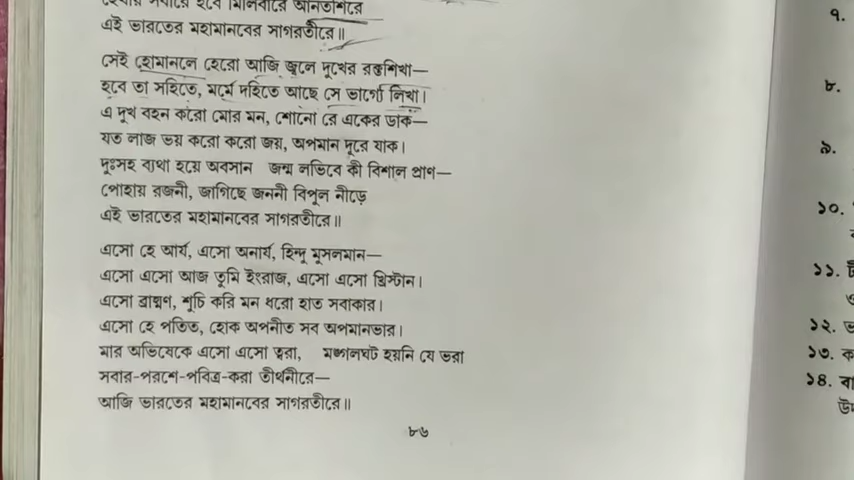 হেথায় সবারে হবে মিলিবারে আনতশিরে
এই ভারতের মহামানবের সাগরতীরে॥
সেই হোমানলে হেরো আজি জ্বলে দুখের রক্তশিখা—
হবে তা সহিতে, মর্মে দহিতে আছে সে ভাগ্যে লিখা।
এ দুখ বহন করো মোর মন, শোনো রে একের ডাক—
যত লাজ ভয় করো করো জয়, অপমান দূরে যাক।
দুঃসহ ব্যথা হয়ে অবসান জন্ম লভিবে কী বিশাল প্রাণ—
পোহায় রজনী, জাগিছে জননী বিপুল নীড়ে
এই ভারতের মহামানবের সাগরতীরে॥
এসো হে আর্য, এসো অনার্য, হিন্দু মুসলমান—
এসো এসো আজ তুমি ইংরাজ, এসো এসো খ্রিস্টান।
এসো ব্রাহ্মণ, শুচি করি মন ধরো হাত সবাকার।
এসো হে পতিত, হোক অপনীত সব অপমানভার।
মার অভিষেকে এসো এসো ত্বরা, মঙ্গলঘট হয়নি যে ভরা
সবার-পরশে-পবিত্র-করা তীর্থনীরে—
আজি ভারতের মহামানবের সাগরতীরে॥
৮৬
৭.
৮.
৯.
১০.
১১.
১২.
১৩.
১৪.